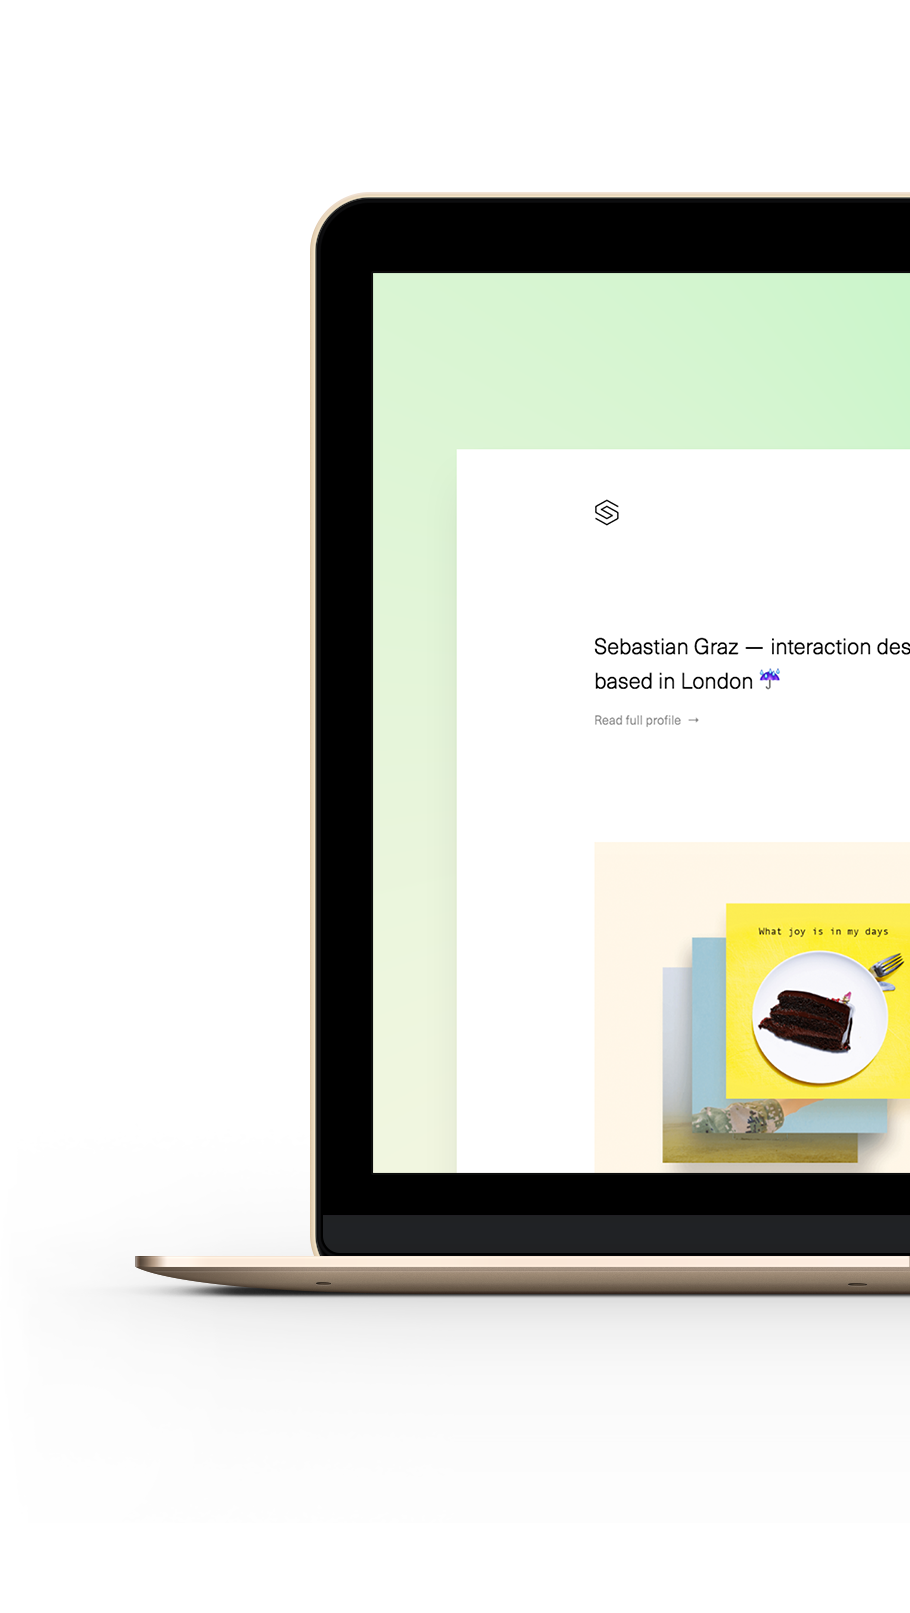 Sebastian Graz — interaction des
based in London ☔
Read full profile →
What joy is in my days